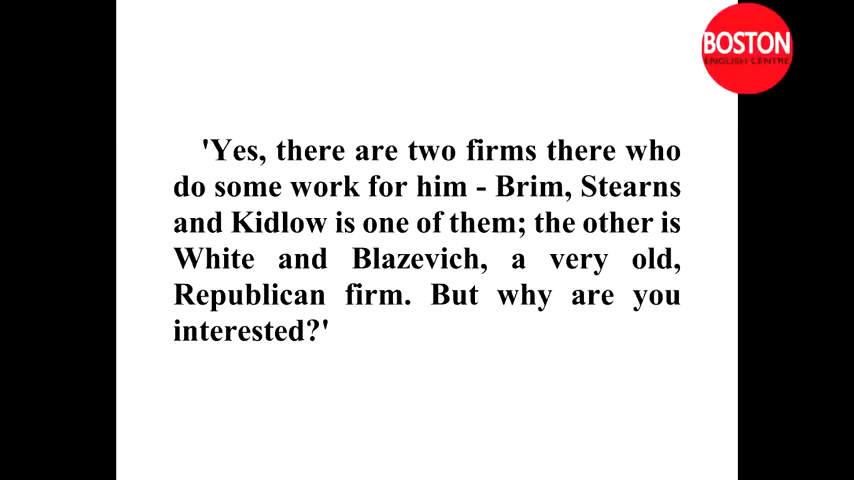 BOSTON
ENGLISH CENTRE
'Yes, there are two firms there who
do some work for him - Brim, Stearns
and Kidlow is one of them; the other is
White and Blazevich, a very old,
Republican firm. But why are you
interested?'